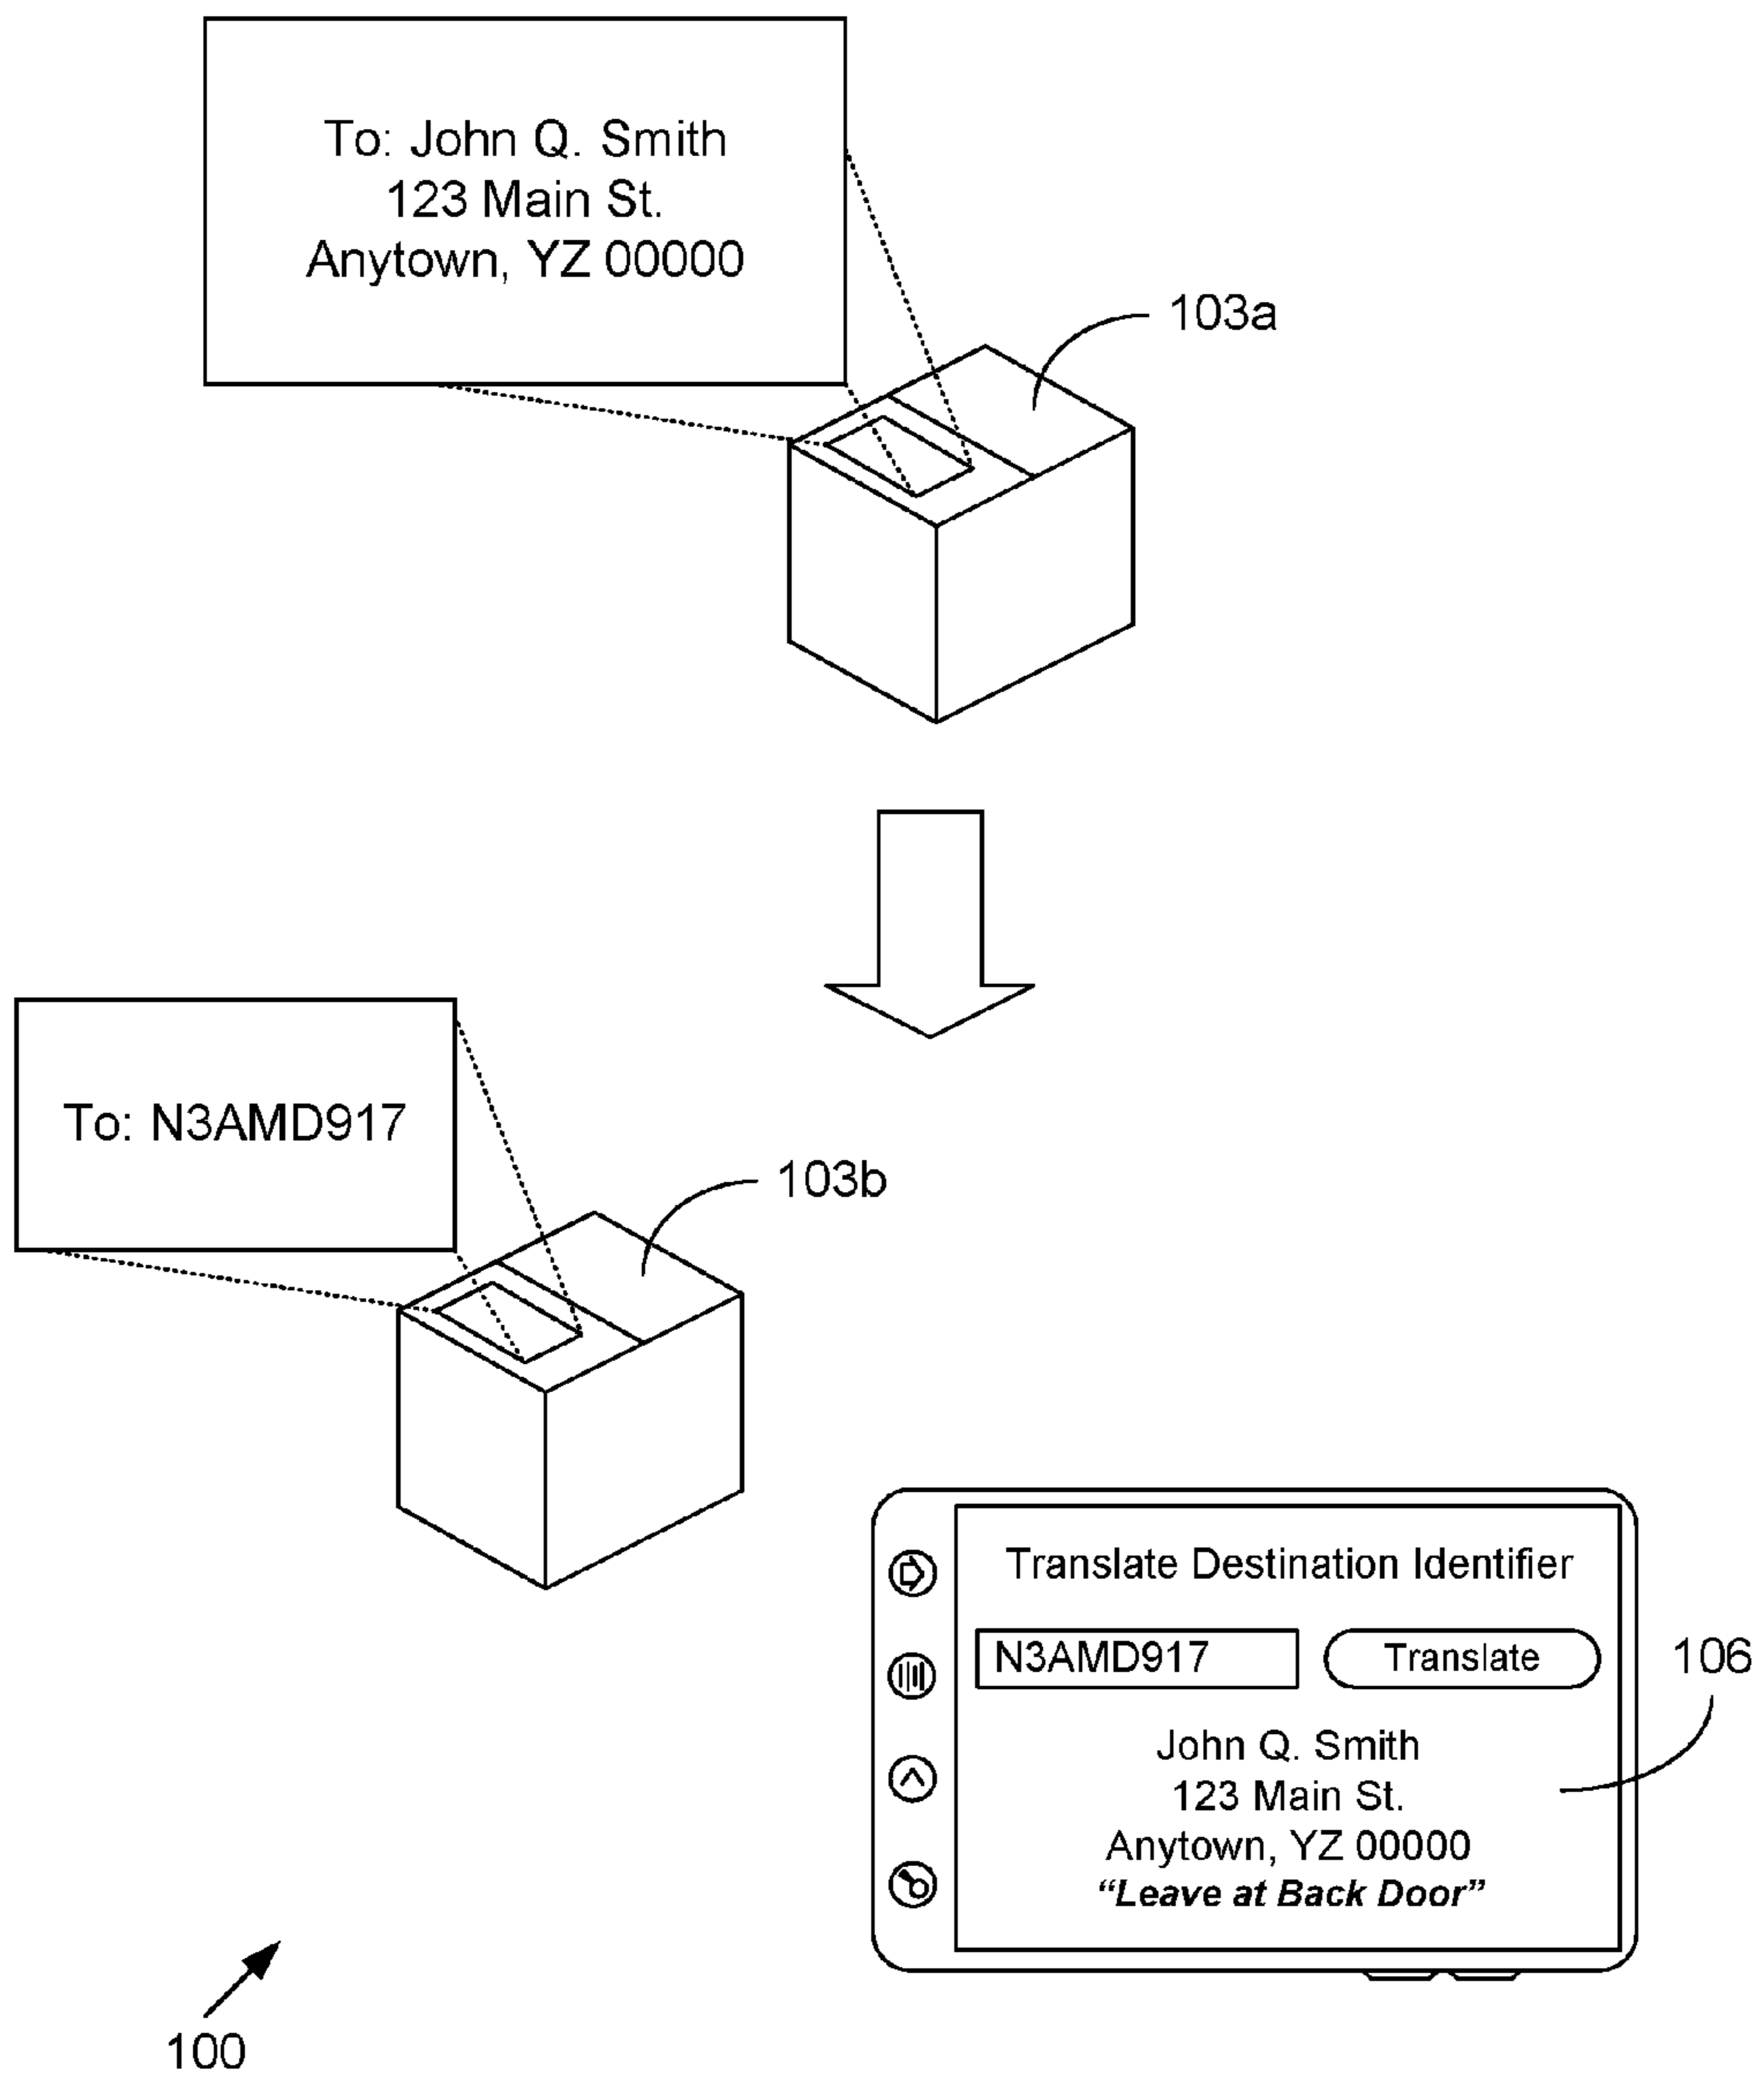 To: John Q. Smith
123 Main St.
Anytown, YZ 00000
103a
To: N3AMD917
103b
Translate Destination Identifier
N3AMD917
Translate
106
John Q. Smith
123 Main St.
Anytown, YZ 00000
“Leave at Back Door”
100